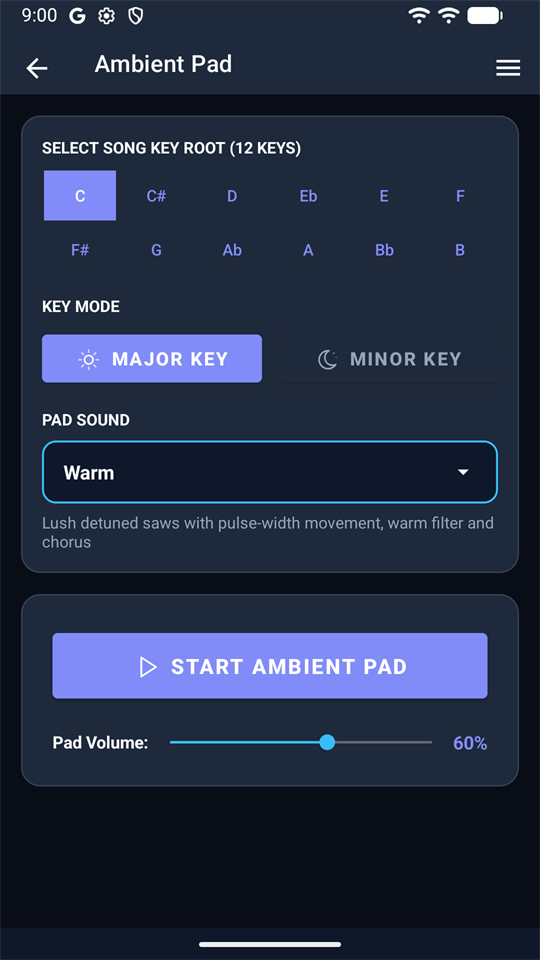 9:00
Ambient Pad
SELECT SONG KEY ROOT (12 KEYS)
C C# D Eb E F
F# G Ab A Bb B
KEY MODE
MAJOR KEY MINOR KEY
PAD SOUND
Warm
Lush detuned saws with pulse-width movement, warm filter and
chorus
START AMBIENT PAD
Pad Volume: 60%